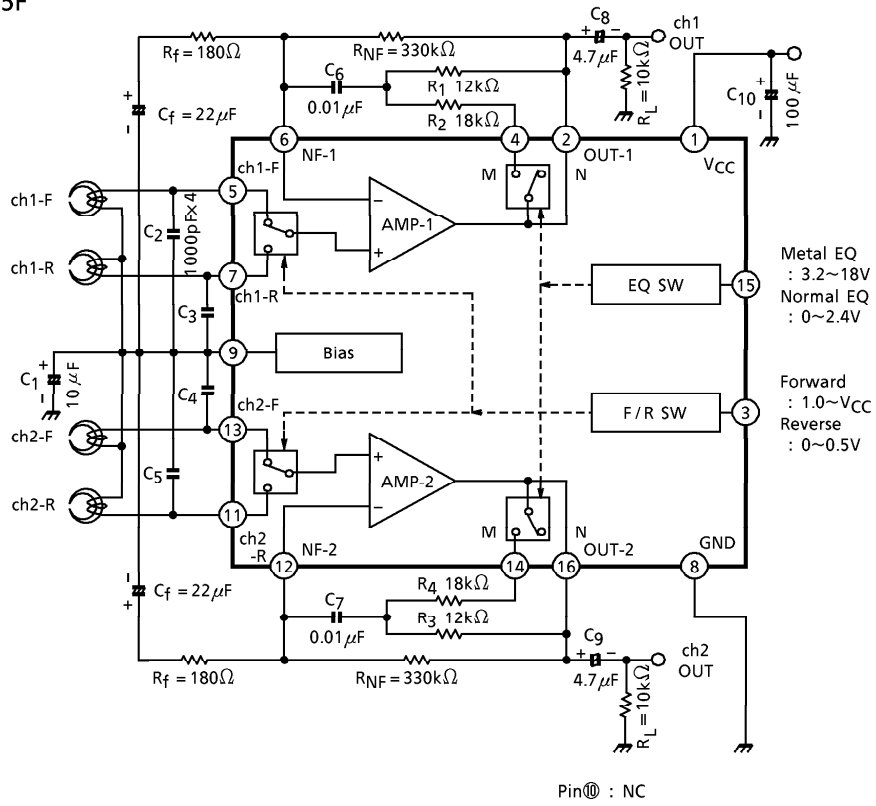 5F
C8
+ −
4.7μF
ch1
OUT
Rf = 180Ω
RNF = 330kΩ
RL = 10kΩ
C6
0.01μF
R1 12kΩ
R2 18kΩ
C10
+
−
100μF
+
−
Cf = 22μF
6 NF-1
4
2 OUT-1
1
VCC
ch1-F
5
M N
ch1-F
C2
1000pF×4
−
AMP-1
+
ch1-R
7
ch1-R
C3
EQ SW
15
Metal EQ
: 3.2~18V
Normal EQ
: 0~2.4V
9
Bias
C1
+
−
10μF
C4
F/R SW
3
Forward
: 1.0~VCC
Reverse
: 0~0.5V
ch2-F
13
ch2-F
C5
+
AMP-2
−
ch2-R
11
ch2
-R
M N
12 NF-2
14
16 OUT-2
8
GND
−
+
Cf = 22μF
C7
0.01μF
R4 18kΩ
R3 12kΩ
C9
+ −
4.7μF
ch2
OUT
Rf = 180Ω
RNF = 330kΩ
RL = 10kΩ
Pin⑩ : NC